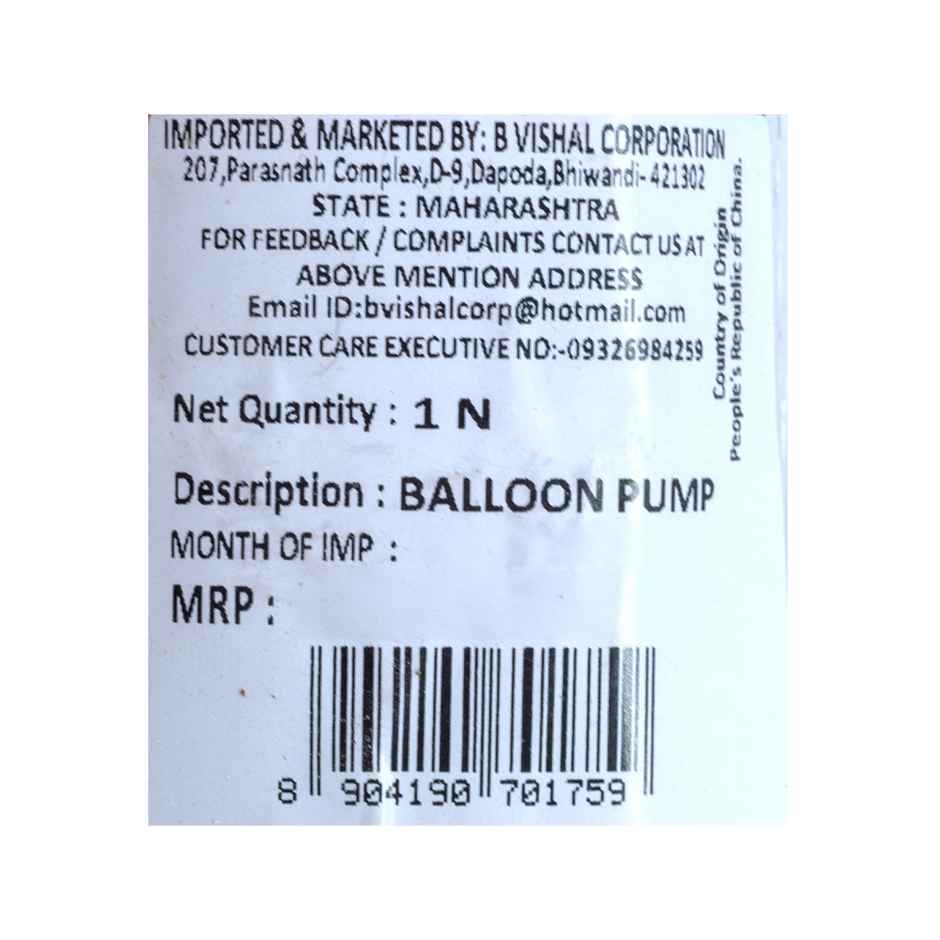 IMPORTED & MARKETED BY: B VISHAL CORPORATION
207,Parasnath Complex,D-9,Dapoda,Bhiwandi- 421302
STATE : MAHARASHTRA
FOR FEEDBACK / COMPLAINTS CONTACT US AT
ABOVE MENTION ADDRESS
Email ID:bvishalcorp@hotmail.com
CUSTOMER CARE EXECUTIVE NO:-09326984259
Country of Origin
People's Republic of China.
Net Quantity : 1 N
Description : BALLOON PUMP
MONTH OF IMP :
MRP :
8 904190 701759